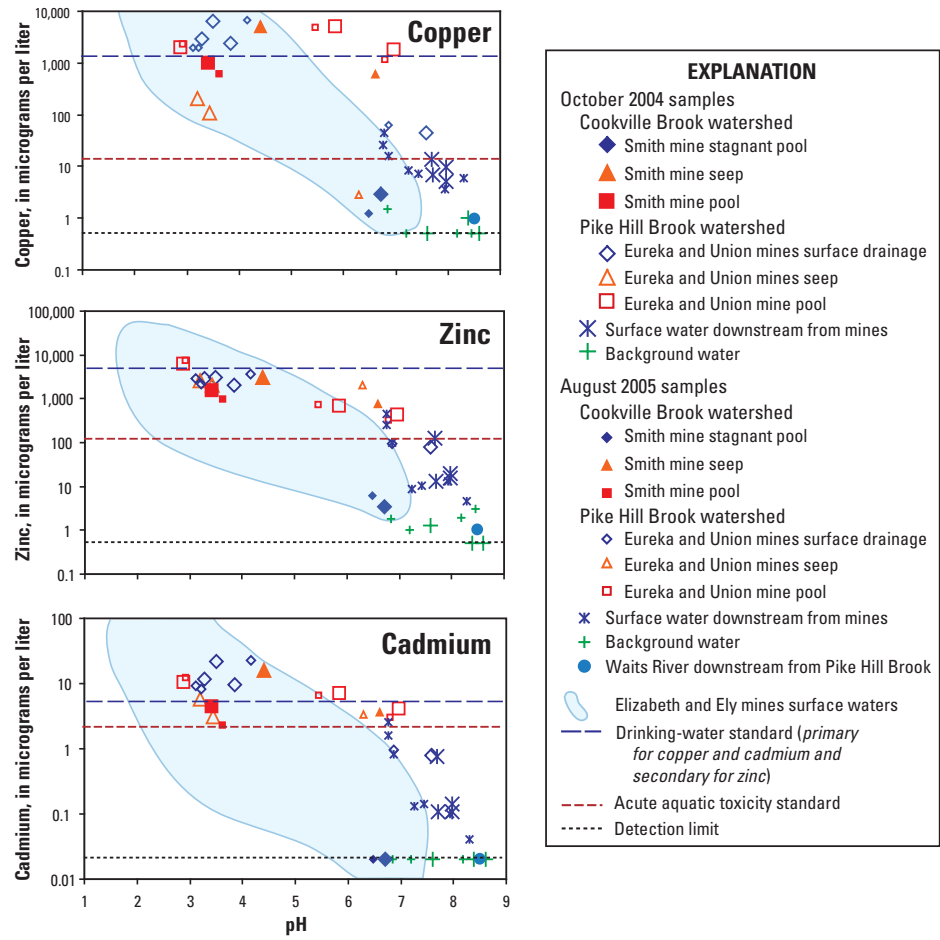 Copper
Copper, in micrograms per liter
10,000
1,000
100
10
1
0.1
Zinc
Zinc, in micrograms per liter
100,000
10,000
1,000
100
10
1
0.1
1 2 3 4 5 6 7 8 9
Cadmium
Cadmium, in micrograms per liter
100
10
1
0.1
0.01
1 2 3 4 5 6 7 8 9
pH
EXPLANATION
October 2004 samples
Cookville Brook watershed
Smith mine stagnant pool
Smith mine seep
Smith mine pool
Pike Hill Brook watershed
Eureka and Union mines surface drainage
Eureka and Union mines seep
Eureka and Union mine pool
Surface water downstream from mines
Background water
August 2005 samples
Cookville Brook watershed
Smith mine stagnant pool
Smith mine seep
Smith mine pool
Pike Hill Brook watershed
Eureka and Union mines surface drainage
Eureka and Union mines seep
Eureka and Union mine pool
Surface water downstream from mines
Background water
Waits River downstream from Pike Hill Brook
Elizabeth and Ely mines surface waters
Drinking-water standard (primary
for copper and cadmium and
secondary for zinc)
Acute aquatic toxicity standard
Detection limit